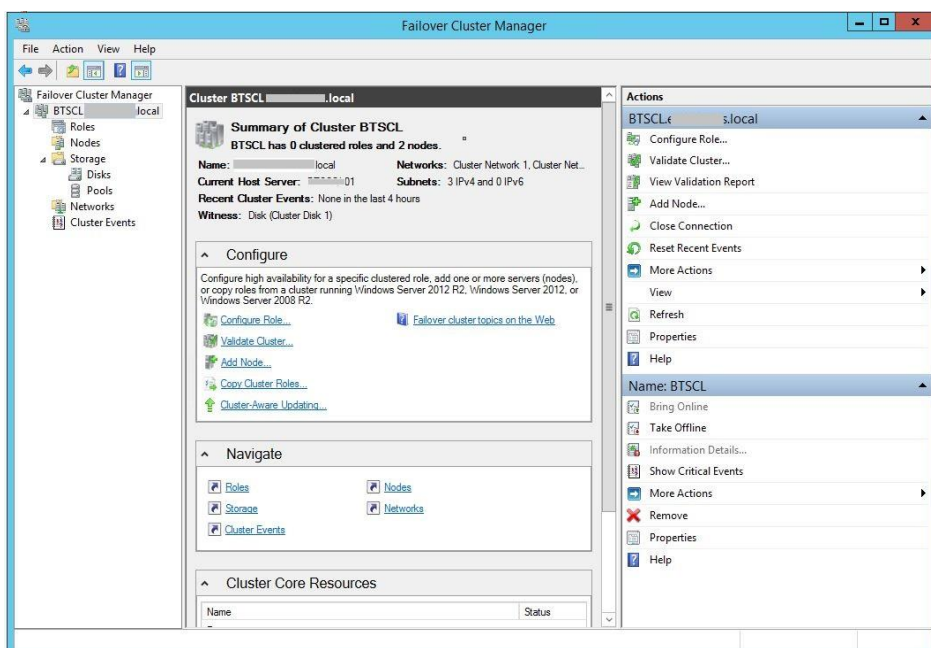 Failover Cluster Manager
File Action View Help
Failover Cluster Manager
BTSCL local
Roles
Nodes
Storage
Disks
Pools
Networks
Cluster Events
Cluster BTSCL .local
Summary of Cluster BTSCL
BTSCL has 0 clustered roles and 2 nodes.
Name: local Networks: Cluster Network 1, Cluster Net...
Current Host Server: 01 Subnets: 3 IPv4 and 0 IPv6
Recent Cluster Events: None in the last 4 hours
Witness: Disk (Cluster Disk 1)
Configure
Configure high availability for a specific clustered role, add one or more servers (nodes),
or copy roles from a cluster running Windows Server 2012 R2, Windows Server 2012, or
Windows Server 2008 R2.
Configure Role... Failover cluster topics on the Web
Validate Cluster...
Add Node...
Copy Cluster Roles...
Cluster-Aware Updating...
Navigate
Roles Nodes
Storage Networks
Cluster Events
Cluster Core Resources
Name Status
Actions
BTSCL. s.local
Configure Role...
Validate Cluster...
View Validation Report
Add Node...
Close Connection
Reset Recent Events
More Actions
View
Refresh
Properties
Help
Name: BTSCL
Bring Online
Take Offline
Information Details...
Show Critical Events
More Actions
Remove
Properties
Help